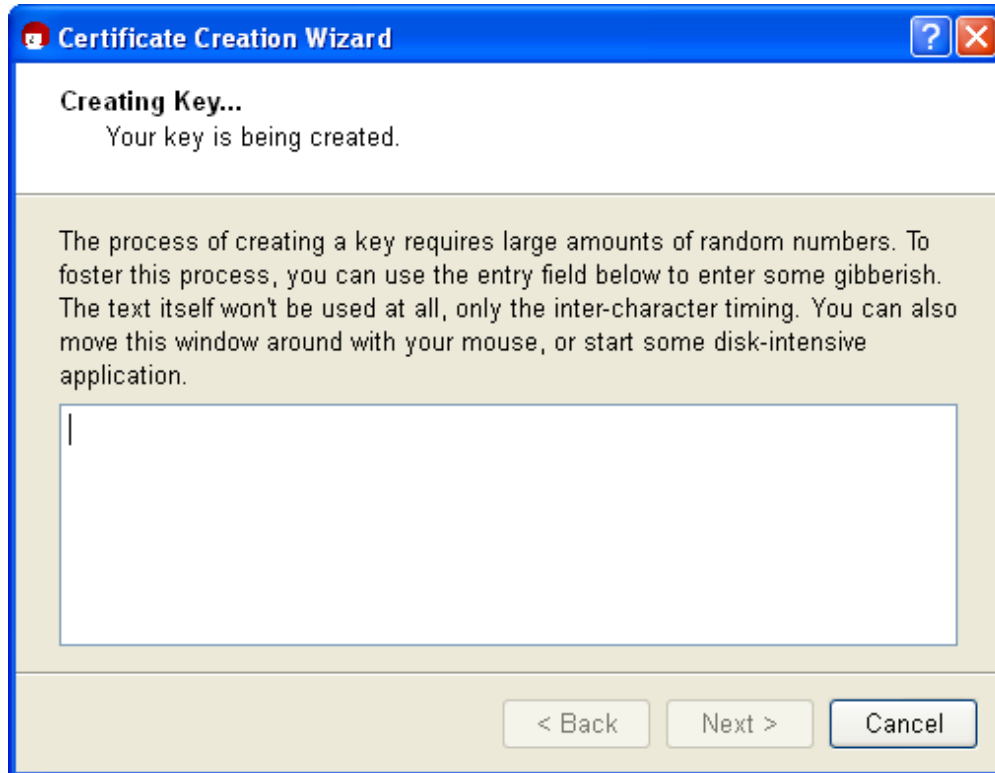 Certificate Creation Wizard
Creating Key...
Your key is being created.
The process of creating a key requires large amounts of random numbers. To
foster this process, you can use the entry field below to enter some gibberish.
The text itself won't be used at all, only the inter-character timing. You can also
move this window around with your mouse, or start some disk-intensive
application.
< Back Next > Cancel